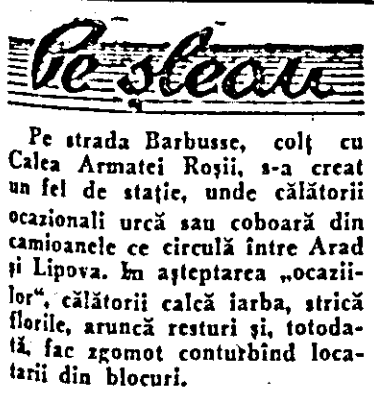 Pe șleau
Pe strada Barbusse, colț cu
Calea Armatei Roșii, s-a creat
un fel de stație, unde călătorii
ocazionali urcă sau coboară din
camioanele ce circulă între Arad
și Lipova. In așteptarea „ocazii-
lor“, călătorii calcă iarba, strică
florile, aruncă resturi și, totoda-
tă, fac zgomot conturbînd loca-
tarii din blocuri.